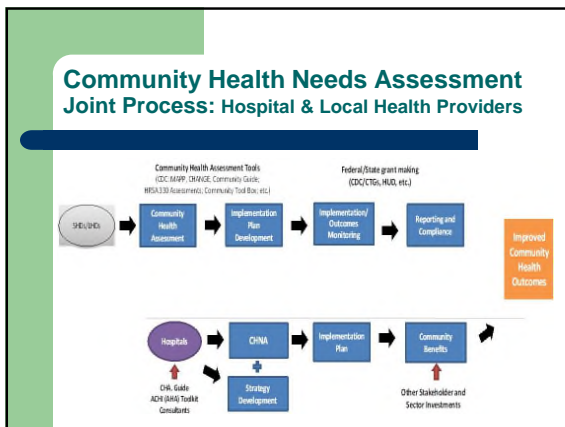 Community Health Needs Assessment
Joint Process: Hospital & Local Health Providers
Community Health Assessment Tools
(CDC: MAPP, CHANGE, Community Guide;
HRSA 330 Assessments; Community Tool Box; etc.)
Federal/State grant making
(CDC/CTGs, HUD, etc.)
SHDs/LHDs
Community
Health
Assessment
Implementation
Plan
Development
Implementation/
Outcomes
Monitoring
Reporting and
Compliance
Improved
Community
Health
Outcomes
Hospitals
CHNA
Implementation
Plan
Community
Benefits
Strategy
Development
CHA Guide
ACHI (AHA) Toolkit
Consultants
Other Stakeholder and
Sector Investments